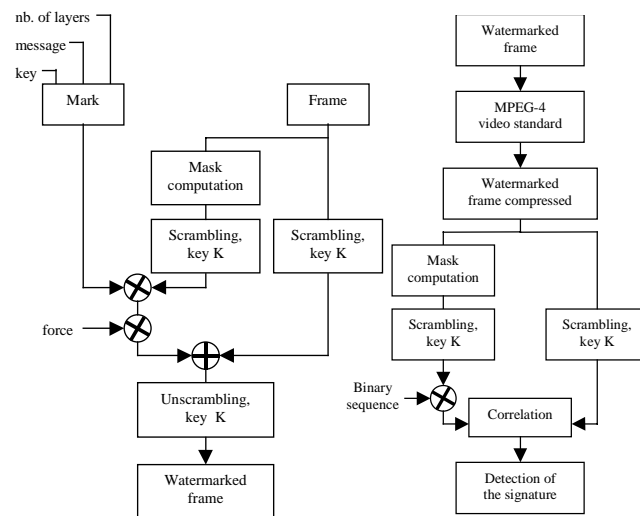 nb. of layers
message
key
Mark
Frame
Mask
computation
Scrambling,
key K
Scrambling,
key K
force
Unscrambling,
key K
Watermarked
frame
Watermarked
frame
MPEG-4
video standard
Watermarked
frame compressed
Mask
computation
Scrambling,
key K
Scrambling,
key K
Binary
sequence
Correlation
Detection of
the signature